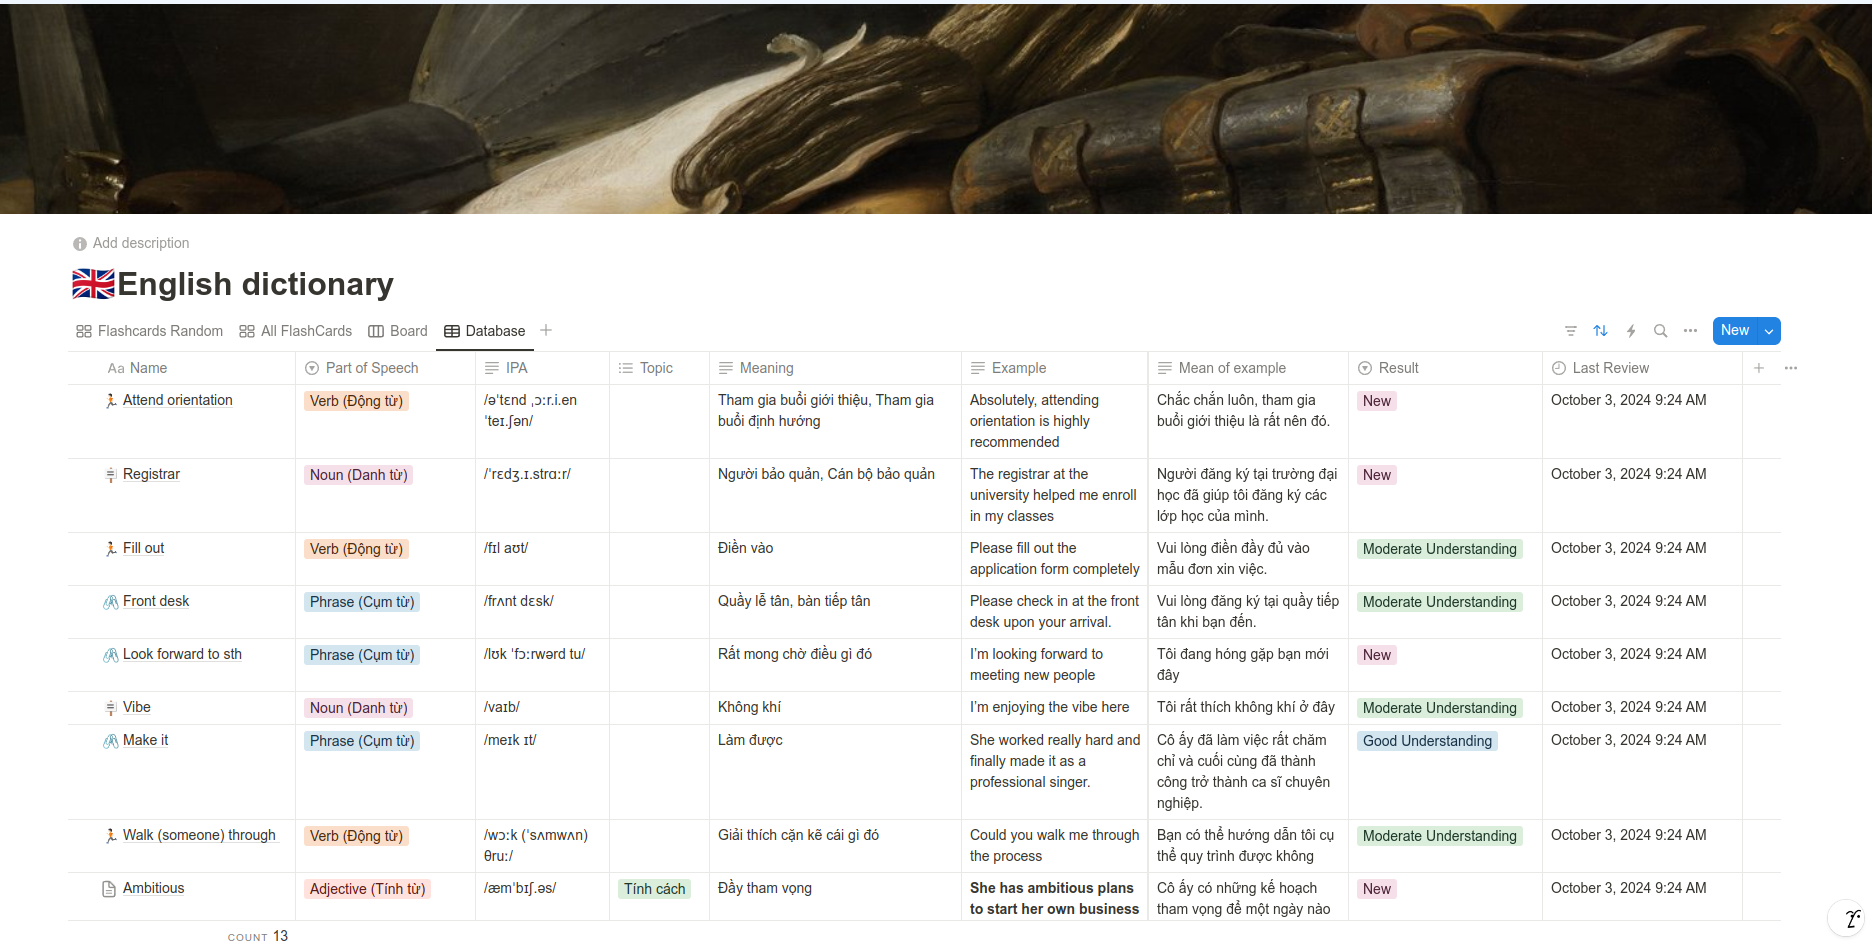 Add description
🇬🇧English dictionary
Flashcards Random All FlashCards Board Database
New
Aa Name Part of Speech IPA Topic Meaning Example Mean of example Result Last Review
Attend orientation
Verb (Động từ)
/əˈtɛnd ˌɔːr.i.en
ˈteɪ.ʃən/
Tham gia buổi giới thiệu, Tham gia
buổi định hướng
Absolutely, attending
orientation is highly
recommended
Chắc chắn luôn, tham gia
buổi giới thiệu là rất nên đó.
New
October 3, 2024 9:24 AM
Registrar
Noun (Danh từ)
/ˈrɛdʒ.ɪ.strɑːr/
Người bảo quản, Cán bộ bảo quản
The registrar at the
university helped me enroll
in my classes
Người đăng ký tại trường đại
học đã giúp tôi đăng ký các
lớp học của mình.
New
October 3, 2024 9:24 AM
Fill out
Verb (Động từ)
/fɪl aʊt/
Điền vào
Please fill out the
application form completely
Vui lòng điền đầy đủ vào
mẫu đơn xin việc.
Moderate Understanding
October 3, 2024 9:24 AM
Front desk
Phrase (Cụm từ)
/frʌnt dɛsk/
Quầy lễ tân, bàn tiếp tân
Please check in at the front
desk upon your arrival.
Vui lòng đăng ký tại quầy tiếp
tân khi bạn đến.
Moderate Understanding
October 3, 2024 9:24 AM
Look forward to sth
Phrase (Cụm từ)
/lʊk ˈfɔːrwərd tu/
Rất mong chờ điều gì đó
I'm looking forward to
meeting new people
Tôi đang hóng gặp bạn mới
đây
New
October 3, 2024 9:24 AM
Vibe
Noun (Danh từ)
/vaɪb/
Không khí
I'm enjoying the vibe here
Tôi rất thích không khí ở đây
Moderate Understanding
October 3, 2024 9:24 AM
Make it
Phrase (Cụm từ)
/meɪk ɪt/
Làm được
She worked really hard and
finally made it as a
professional singer.
Cô ấy đã làm việc rất chăm
chỉ và cuối cùng đã thành
công trở thành ca sĩ chuyên
nghiệp.
Good Understanding
October 3, 2024 9:24 AM
Walk (someone) through
Verb (Động từ)
/wɔːk (ˈsʌmwʌn)
θruː/
Giải thích cặn kẽ cái gì đó
Could you walk me through
the process
Bạn có thể hướng dẫn tôi cụ
thể quy trình được không
Moderate Understanding
October 3, 2024 9:24 AM
Ambitious
Adjective (Tính từ)
/æmˈbɪʃ.əs/
Tính cách
Đầy tham vọng
She has ambitious plans
to start her own business
Cô ấy có những kế hoạch
tham vọng để một ngày nào
New
October 3, 2024 9:24 AM
COUNT 13